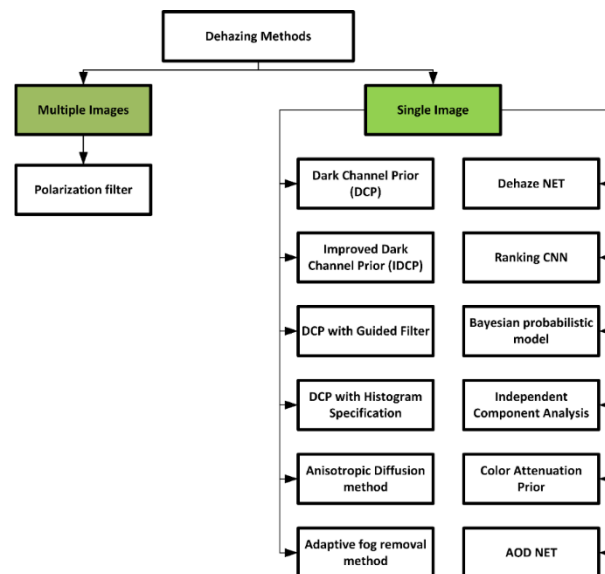 Dehazing Methods
Multiple Images
Single Image
Polarization filter
Dark Channel Prior
(DCP)
Dehaze NET
Improved Dark
Channel Prior (IDCP)
Ranking CNN
DCP with Guided Filter
Bayesian probabilistic
model
DCP with Histogram
Specification
Independent
Component Analysis
Anisotropic Diffusion
method
Color Attenuation
Prior
Adaptive fog removal
method
AOD NET